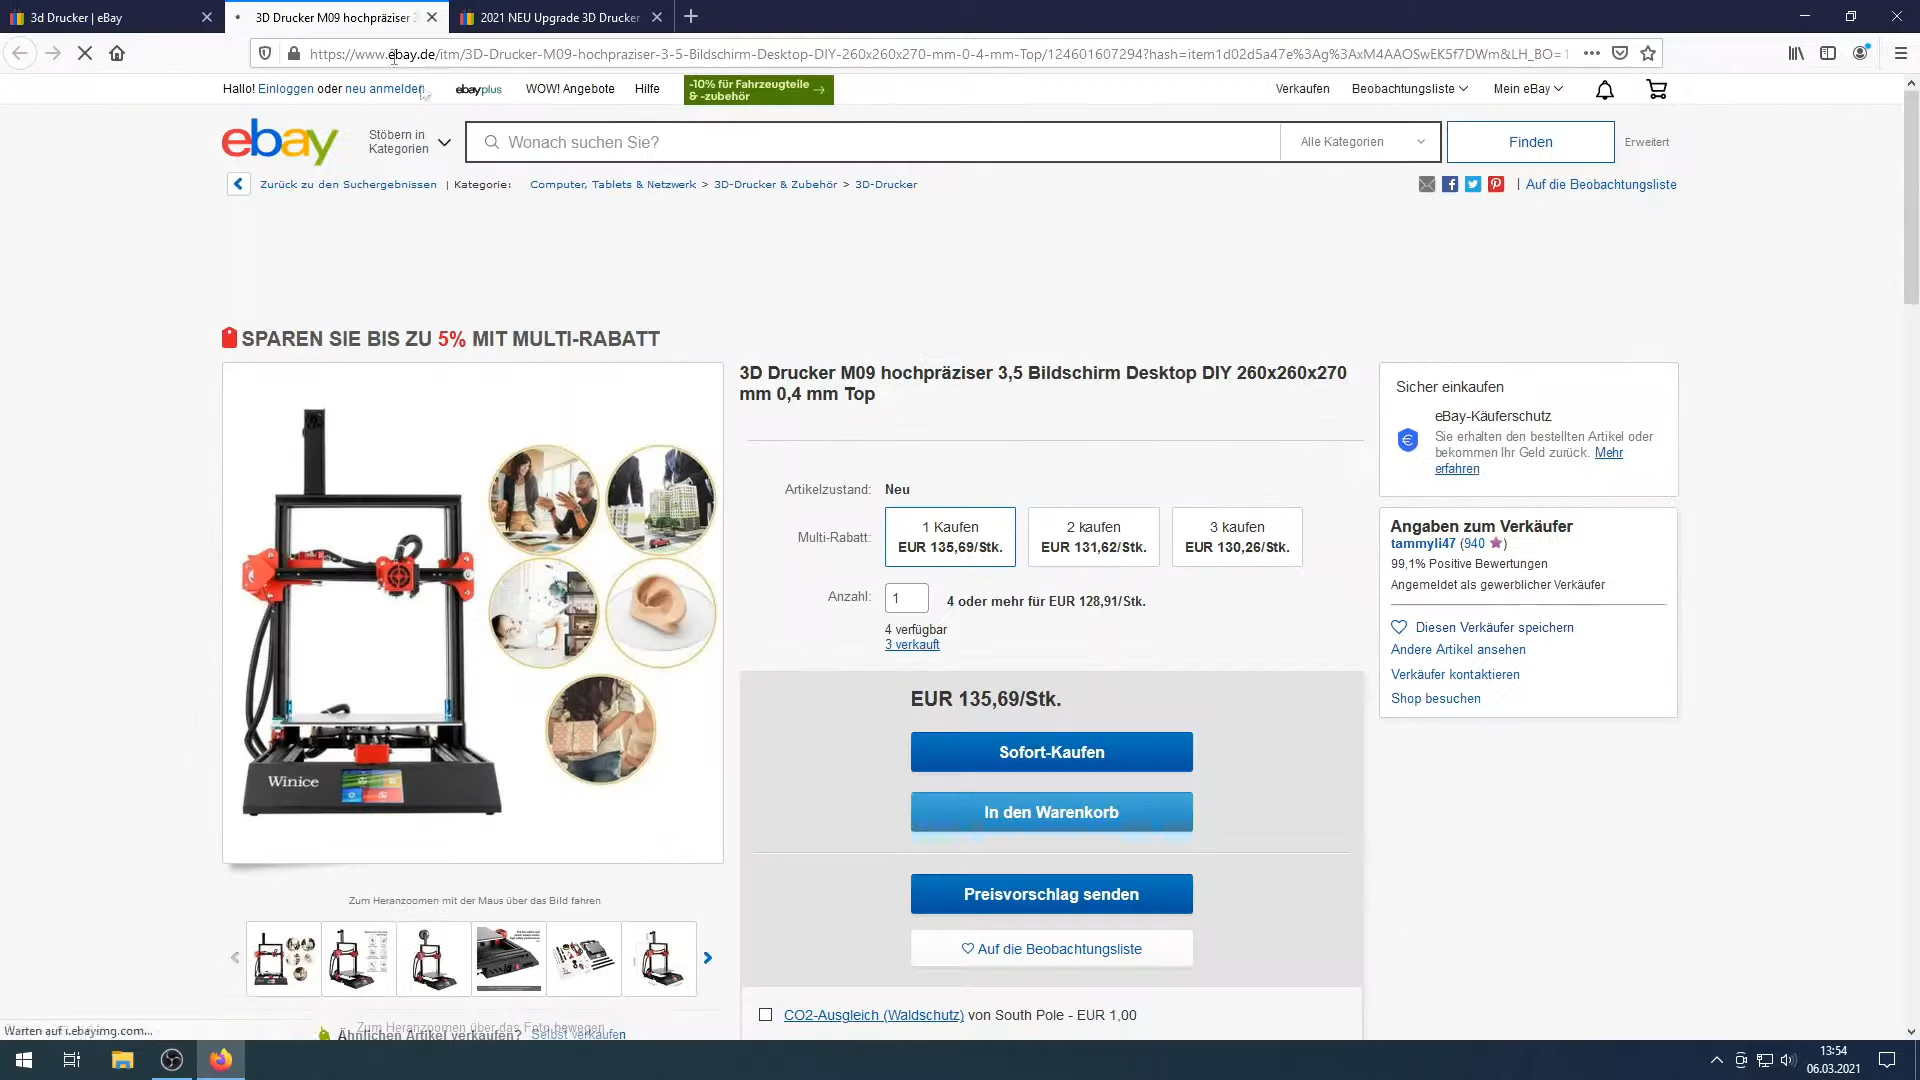 3d Drucker | eBay
3D Drucker M09 hochpräziser 3
2021 NEU Upgrade 3D Drucker
https://www.ebay.de/itm/3D-Drucker-M09-hochpraziser-3-5-Bildschirm-Desktop-DIY-260x260x270-mm-0-4-mm-Top/124601607294?hash=item1d02d5a47e%3Ag%3AxM4AAOSwEK5f7DWm&LH_BO=1
Hallo! Einloggen oder neu anmelden
ebayplus
WOW! Angebote
Hilfe
-10% für Fahrzeugteile
& -zubehör
Verkaufen
Beobachtungsliste
Mein eBay
ebay
Stöbern in
Kategorien
Wonach suchen Sie?
Alle Kategorien
Finden
Erweitert
Zurück zu den Suchergebnissen | Kategorie: Computer, Tablets & Netzwerk > 3D-Drucker & Zubehör > 3D-Drucker
| Auf die Beobachtungsliste
SPAREN SIE BIS ZU 5% MIT MULTI-RABATT
3D Drucker M09 hochpräziser 3,5 Bildschirm Desktop DIY 260x260x270
mm 0,4 mm Top
Artikelzustand: Neu
Multi-Rabatt:
1 Kaufen
EUR 135,69/Stk.
2 kaufen
EUR 131,62/Stk.
3 kaufen
EUR 130,26/Stk.
Anzahl: 1
4 oder mehr für EUR 128,91/Stk.
4 verfügbar
3 verkauft
EUR 135,69/Stk.
Sofort-Kaufen
In den Warenkorb
Preisvorschlag senden
Auf die Beobachtungsliste
CO2-Ausgleich (Waldschutz) von South Pole - EUR 1,00
Sicher einkaufen
eBay-Käuferschutz
Sie erhalten den bestellten Artikel oder
bekommen Ihr Geld zurück. Mehr
erfahren
Angaben zum Verkäufer
tammyli47 (940)
99,1% Positive Bewertungen
Angemeldet als gewerblicher Verkäufer
Diesen Verkäufer speichern
Andere Artikel ansehen
Verkäufer kontaktieren
Shop besuchen
Winice
Zum Heranzoomen mit der Maus über das Bild fahren
Zum Heranzoomen über das Foto bewegen
Ähnlichen Artikel verkaufen? Selbst verkaufen
Warten auf i.ebayimg.com...
13:54
06.03.2021